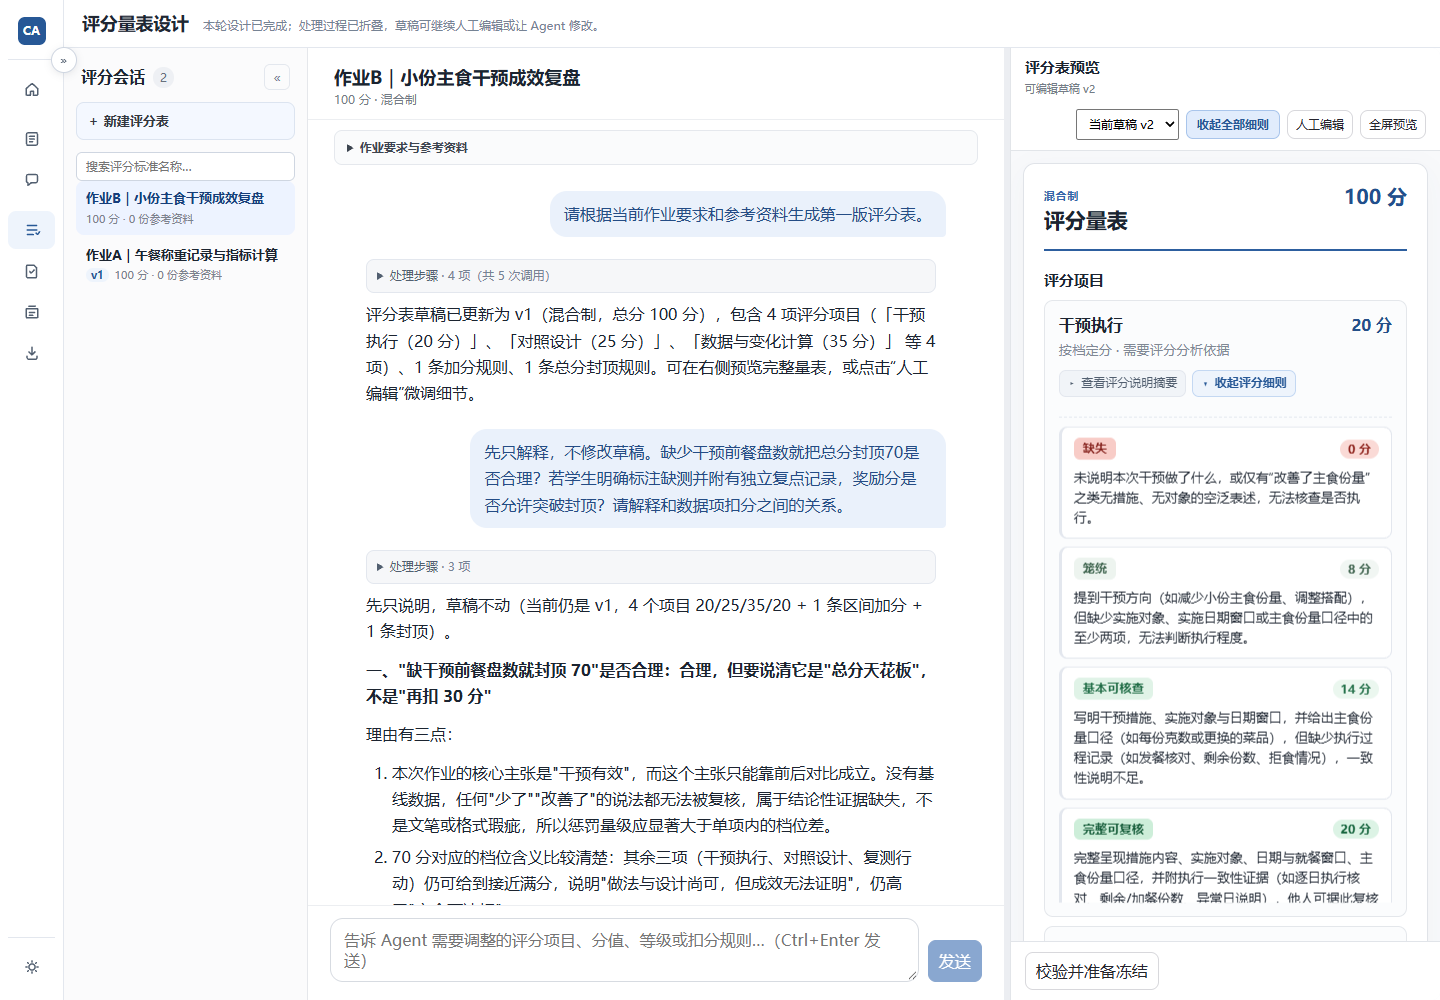 CA
评分量表设计
本轮设计已完成；处理过程已折叠，草稿可继续人工编辑或让 Agent 修改。
»
评分会话 2
«
+ 新建评分表
搜索评分标准名称...
作业B｜小份主食干预成效复盘
100 分 · 0 份参考资料
作业A｜午餐称重记录与指标计算
v1 100 分 · 0 份参考资料
作业B｜小份主食干预成效复盘
100 分 · 混合制
▶ 作业要求与参考资料
请根据当前作业要求和参考资料生成第一版评分表。
▶ 处理步骤 · 4 项（共 5 次调用）
评分表草稿已更新为 v1（混合制，总分 100 分），包含 4 项评分项目（「干预
执行（20 分）」、「对照设计（25 分）」、「数据与变化计算（35 分）」 等 4
项）、1 条加分规则、1 条总分封顶规则。可在右侧预览完整量表，或点击“人工
编辑”微调细节。
先只解释，不修改草稿。缺少干预前餐盘数就把总分封顶70是
否合理？若学生明确标注缺测并附有独立复点记录，奖励分是
否允许突破封顶？请解释和数据项扣分之间的关系。
▶ 处理步骤 · 3 项
先只说明，草稿不动（当前仍是 v1，4 个项目 20/25/35/20 + 1 条区间加分 +
1 条封顶）。
一、"缺干预前餐盘数就封顶 70"是否合理：合理，但要说清它是"总分天花板"，
不是"再扣 30 分"
理由有三点：
1. 本次作业的核心主张是"干预有效"，而这个主张只能靠前后对比成立。没有基
线数据，任何"少了""改善了"的说法都无法被复核，属于结论性证据缺失，不
是文笔或格式瑕疵，所以惩罚量级应显著大于单项内的档位差。
2. 70 分对应的档位含义比较清楚：其余三项（干预执行、对照设计、复测行
动）仍可给到接近满分，说明"做法与设计尚可，但成效无法证明"，仍高
告诉 Agent 需要调整的评分项目、分值、等级或扣分规则...（Ctrl+Enter 发
送）
发送
评分表预览
可编辑草稿 v2
当前草稿 v2
收起全部细则
人工编辑
全屏预览
混合制
100 分
评分量表
评分项目
干预执行
20 分
按档定分 · 需要评分分析依据
查看评分说明摘要
收起评分细则
缺失
0 分
未说明本次干预做了什么，或仅有“改善了主食份量”
之类无措施、无对象的空泛表述，无法核查是否执
行。
笼统
8 分
提到干预方向（如减少小份主食份量、调整搭配），
但缺少实施对象、实施日期窗口或主食份量口径中的
至少两项，无法判断执行程度。
基本可核查
14 分
写明干预措施、实施对象与日期窗口，并给出主食份
量口径（如每份克数或更换的菜品），但缺少执行过
程记录（如发餐核对、剩余份数、拒食情况），一致
性说明不足。
完整可复核
20 分
完整呈现措施内容、实施对象、日期与就餐窗口、主
食份量口径，并附执行一致性证据（如逐日执行核
对、剩余/加餐份数、异常日说明），他人可据此复核
校验并准备冻结